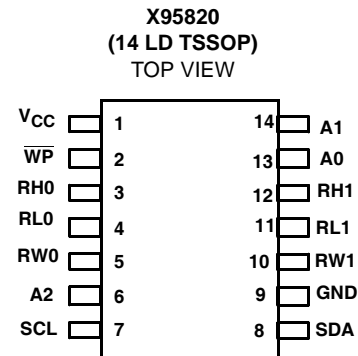 X95820
(14 LD TSSOP)
TOP VIEW
VCC 1 14 A1
WP 2 13 A0
RH0 3 12 RH1
RL0 4 11 RL1
RW0 5 10 RW1
A2 6 9 GND
SCL 7 8 SDA